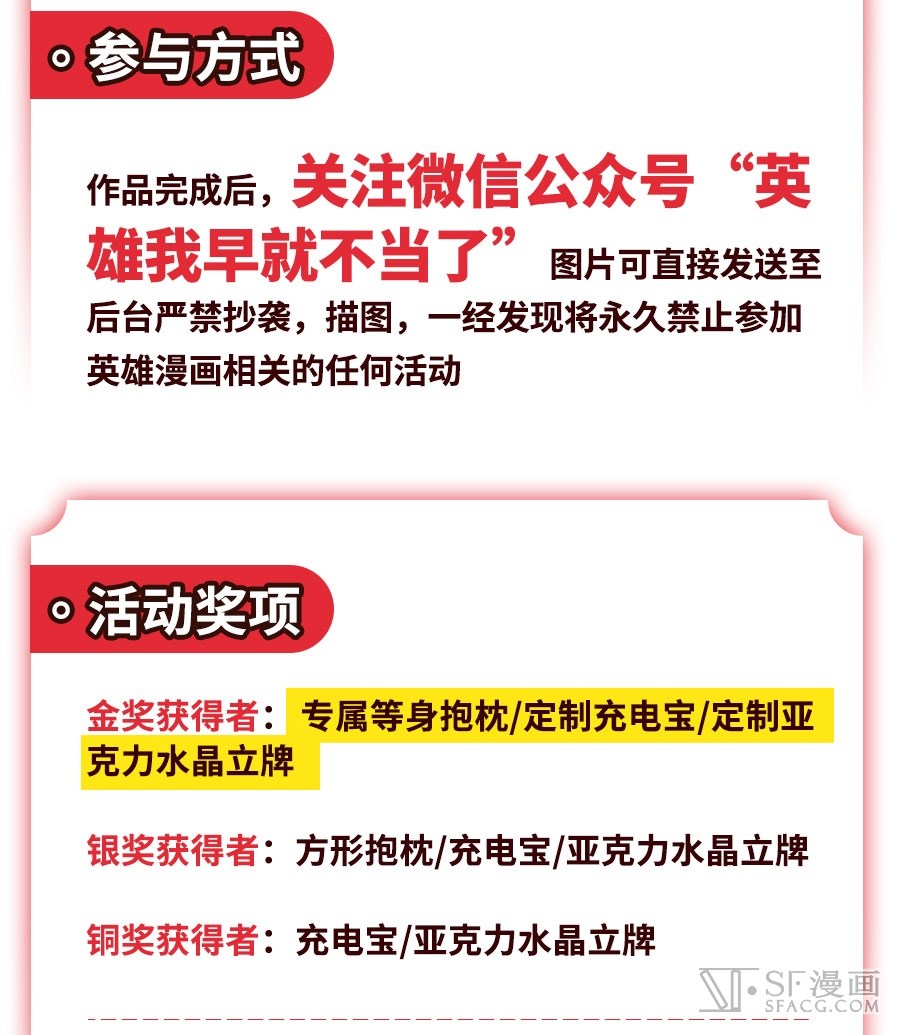 参与方式
作品完成后，关注微信公众号“英
雄我早就不当了” 图片可直接发送至
后台严禁抄袭，描图，一经发现将永久禁止参加
英雄漫画相关的任何活动
活动奖项
金奖获得者：专属等身抱枕/定制充电宝/定制亚
克力水晶立牌
银奖获得者：方形抱枕/充电宝/亚克力水晶立牌
铜奖获得者：充电宝/亚克力水晶立牌
SF漫画
SFACG.COM